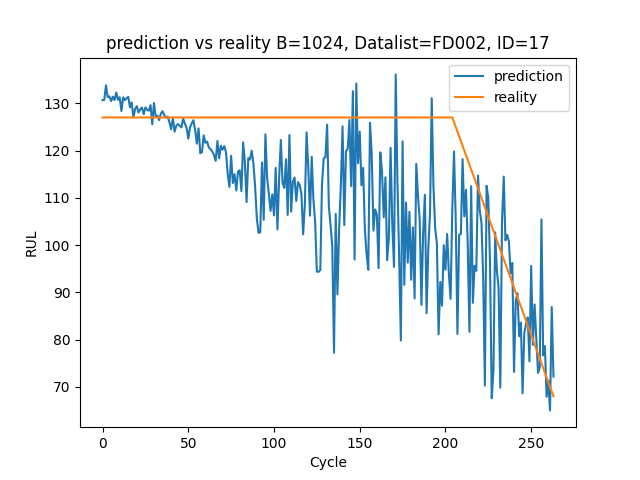 prediction vs reality B=1024, Datalist=FD002, ID=17
prediction
reality
RUL
130
120
110
100
90
80
70
0
50
100
150
200
250
Cycle